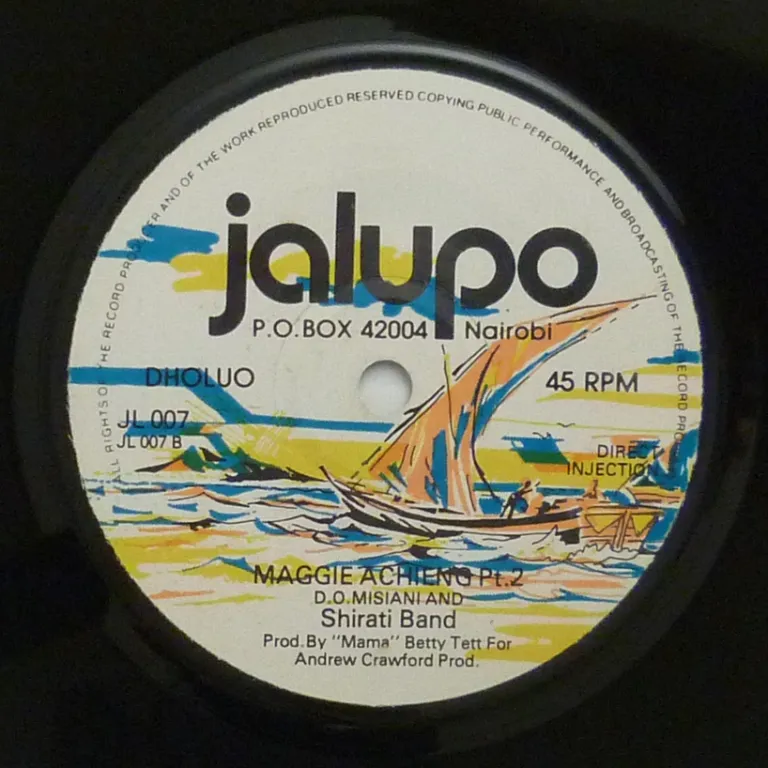 ALL RIGHTS OF THE RECORD PRODUCER AND OF THE WORK REPRODUCED RESERVED COPYING PUBLIC PERFORMANCE AND BROADCASTING OF THE RECORD
jalupo
P.O.BOX 42004 Nairobi
DHOLUO
45 RPM
JL 007
JL 007 B
DIRECT
INJECTION
MAGGIE ACHIENG Pt.2
D.O.MISIANI AND
Shirati Band
Prod.By "Mama" Betty Tett For
Andrew Crawford Prod.